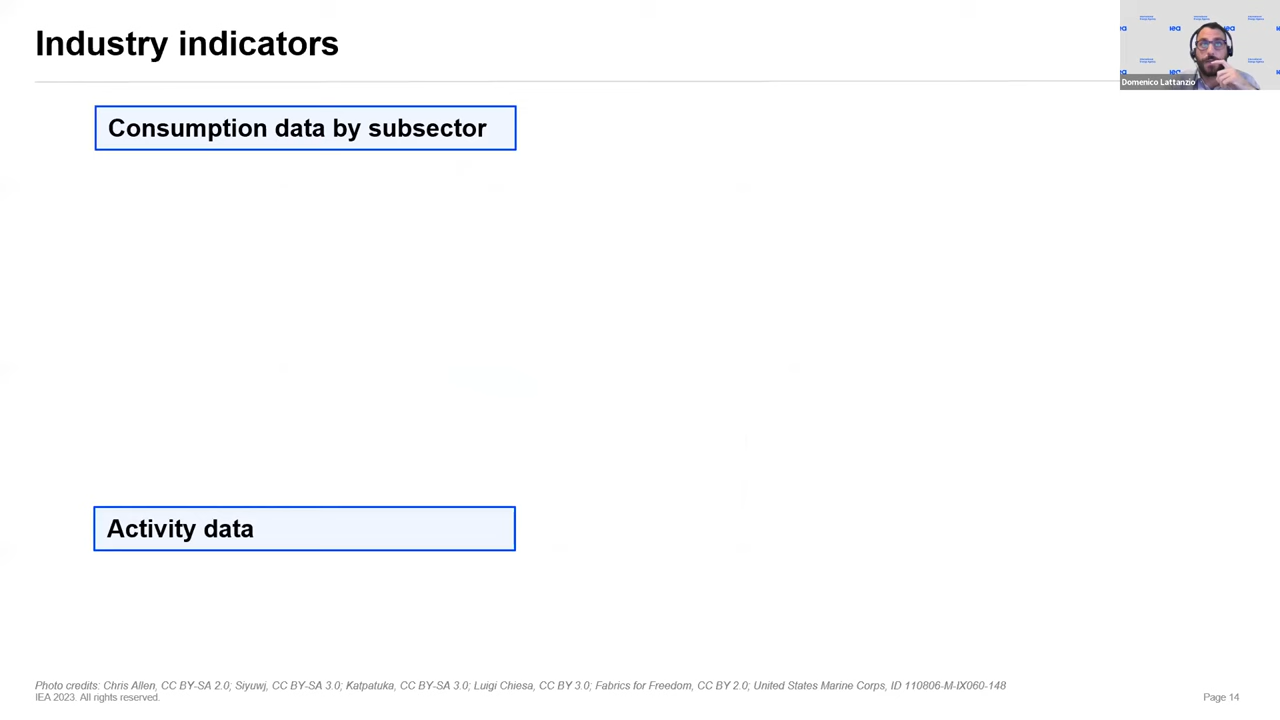 Industry indicators
iea
iea
iea
Domenico Lattanzio
Consumption data by subsector
Activity data
Photo credits: Chris Allen, CC BY-SA 2.0; Siyuwj, CC BY-SA 3.0; Katpatuka, CC BY-SA 3.0; Luigi Chiesa, CC BY 3.0; Fabrics for Freedom, CC BY 2.0; United States Marine Corps, ID 110806-M-IX060-148
IEA 2023. All rights reserved.
Page 14